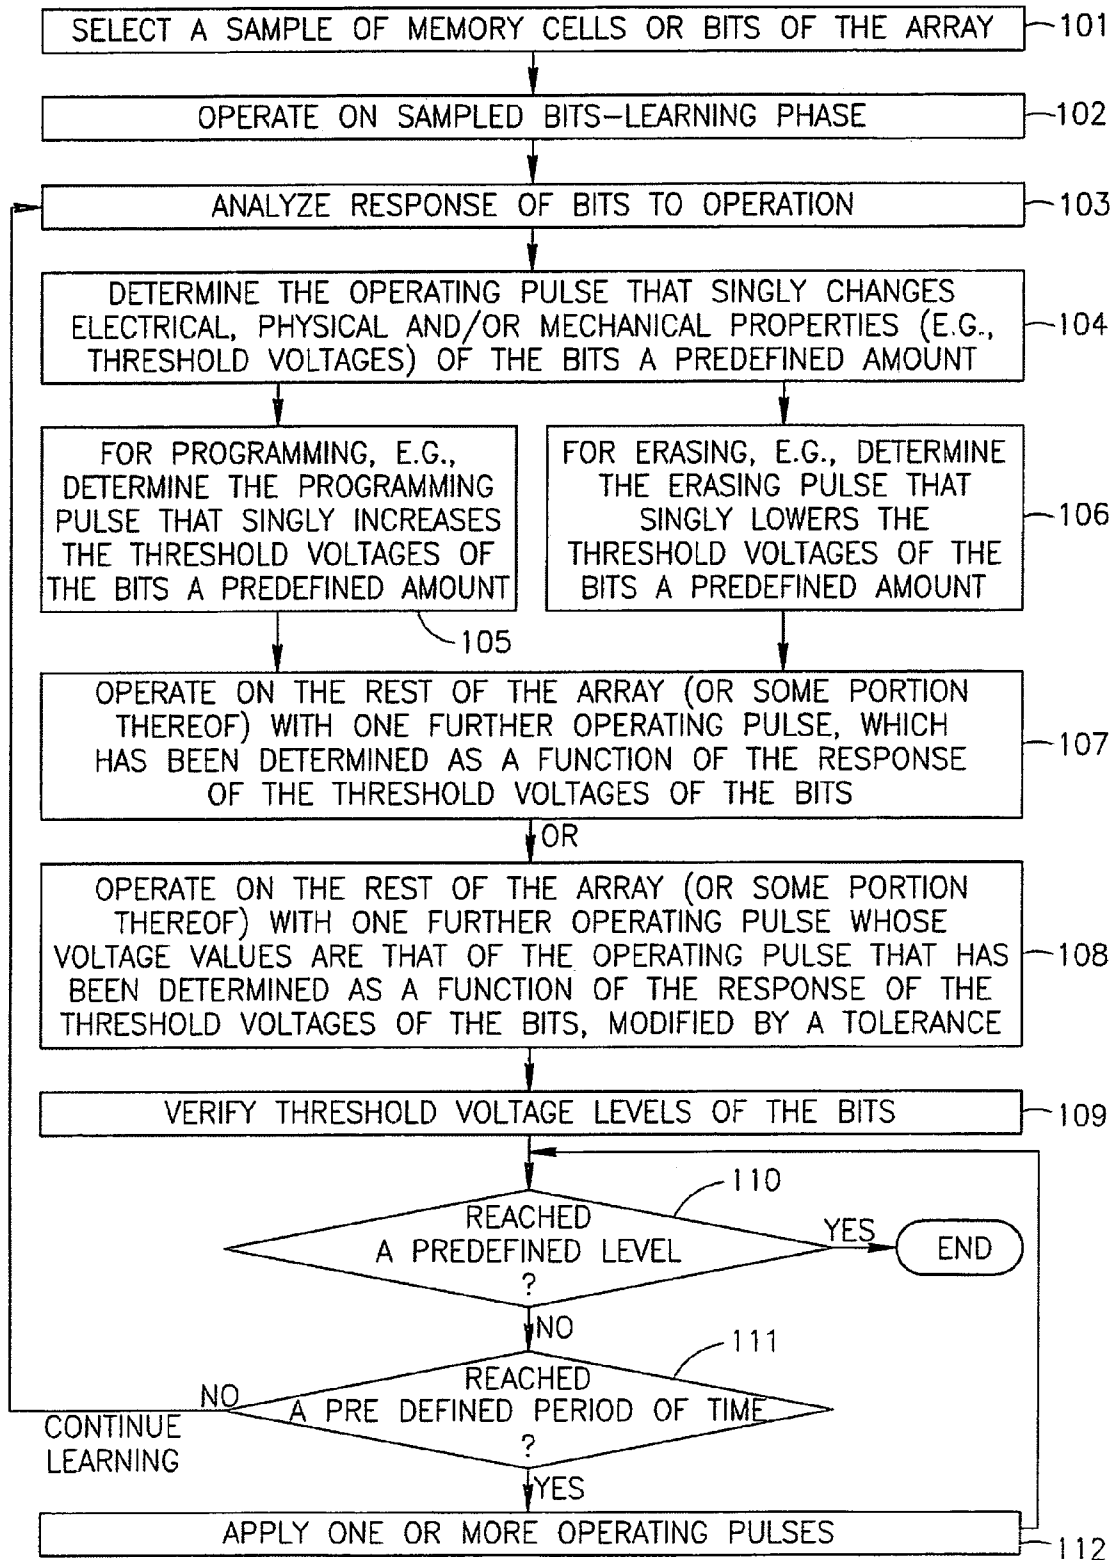 SELECT A SAMPLE OF MEMORY CELLS OR BITS OF THE ARRAY
101
OPERATE ON SAMPLED BITS-LEARNING PHASE
102
ANALYZE RESPONSE OF BITS TO OPERATION
103
DETERMINE THE OPERATING PULSE THAT SINGLY CHANGES
ELECTRICAL, PHYSICAL AND/OR MECHANICAL PROPERTIES (E.G.,
THRESHOLD VOLTAGES) OF THE BITS A PREDEFINED AMOUNT
104
FOR PROGRAMMING, E.G.,
DETERMINE THE PROGRAMMING
PULSE THAT SINGLY INCREASES
THE THRESHOLD VOLTAGES OF
THE BITS A PREDEFINED AMOUNT
105
FOR ERASING, E.G., DETERMINE
THE ERASING PULSE THAT
SINGLY LOWERS THE
THRESHOLD VOLTAGES OF THE
BITS A PREDEFINED AMOUNT
106
OPERATE ON THE REST OF THE ARRAY (OR SOME PORTION
THEREOF) WITH ONE FURTHER OPERATING PULSE, WHICH
HAS BEEN DETERMINED AS A FUNCTION OF THE RESPONSE
OF THE THRESHOLD VOLTAGES OF THE BITS
107
OR
OPERATE ON THE REST OF THE ARRAY (OR SOME PORTION
THEREOF) WITH ONE FURTHER OPERATING PULSE WHOSE
VOLTAGE VALUES ARE THAT OF THE OPERATING PULSE THAT HAS
BEEN DETERMINED AS A FUNCTION OF THE RESPONSE OF THE
THRESHOLD VOLTAGES OF THE BITS, MODIFIED BY A TOLERANCE
108
VERIFY THRESHOLD VOLTAGE LEVELS OF THE BITS
109
110
REACHED
A PREDEFINED LEVEL
?
YES
END
NO
111
REACHED
A PRE DEFINED PERIOD OF TIME
?
NO
CONTINUE
LEARNING
YES
APPLY ONE OR MORE OPERATING PULSES
112